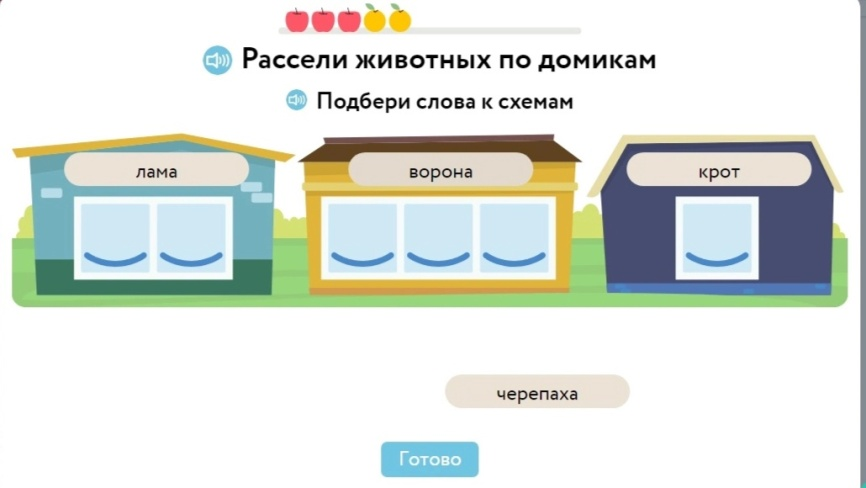 Рассели животных по домикам
Подбери слова к схемам
лама
ворона
крот
черепаха
Готово